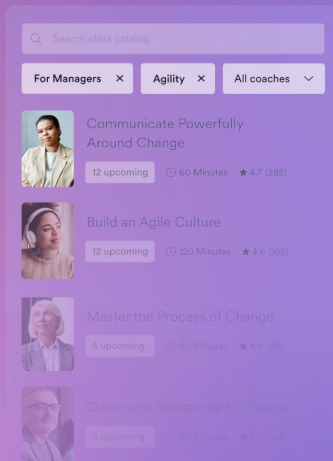 Search class catalog
For Managers ×
Agility ×
All coaches
Communicate Powerfully
Around Change
12 upcoming
60 Minutes
★ 4.7 (282)
Build an Agile Culture
12 upcoming
120 Minutes
★ 4.6 (160)
Master the Process of Change
5 upcoming
60 Minutes
Overcome Resistance to Change
Minutes